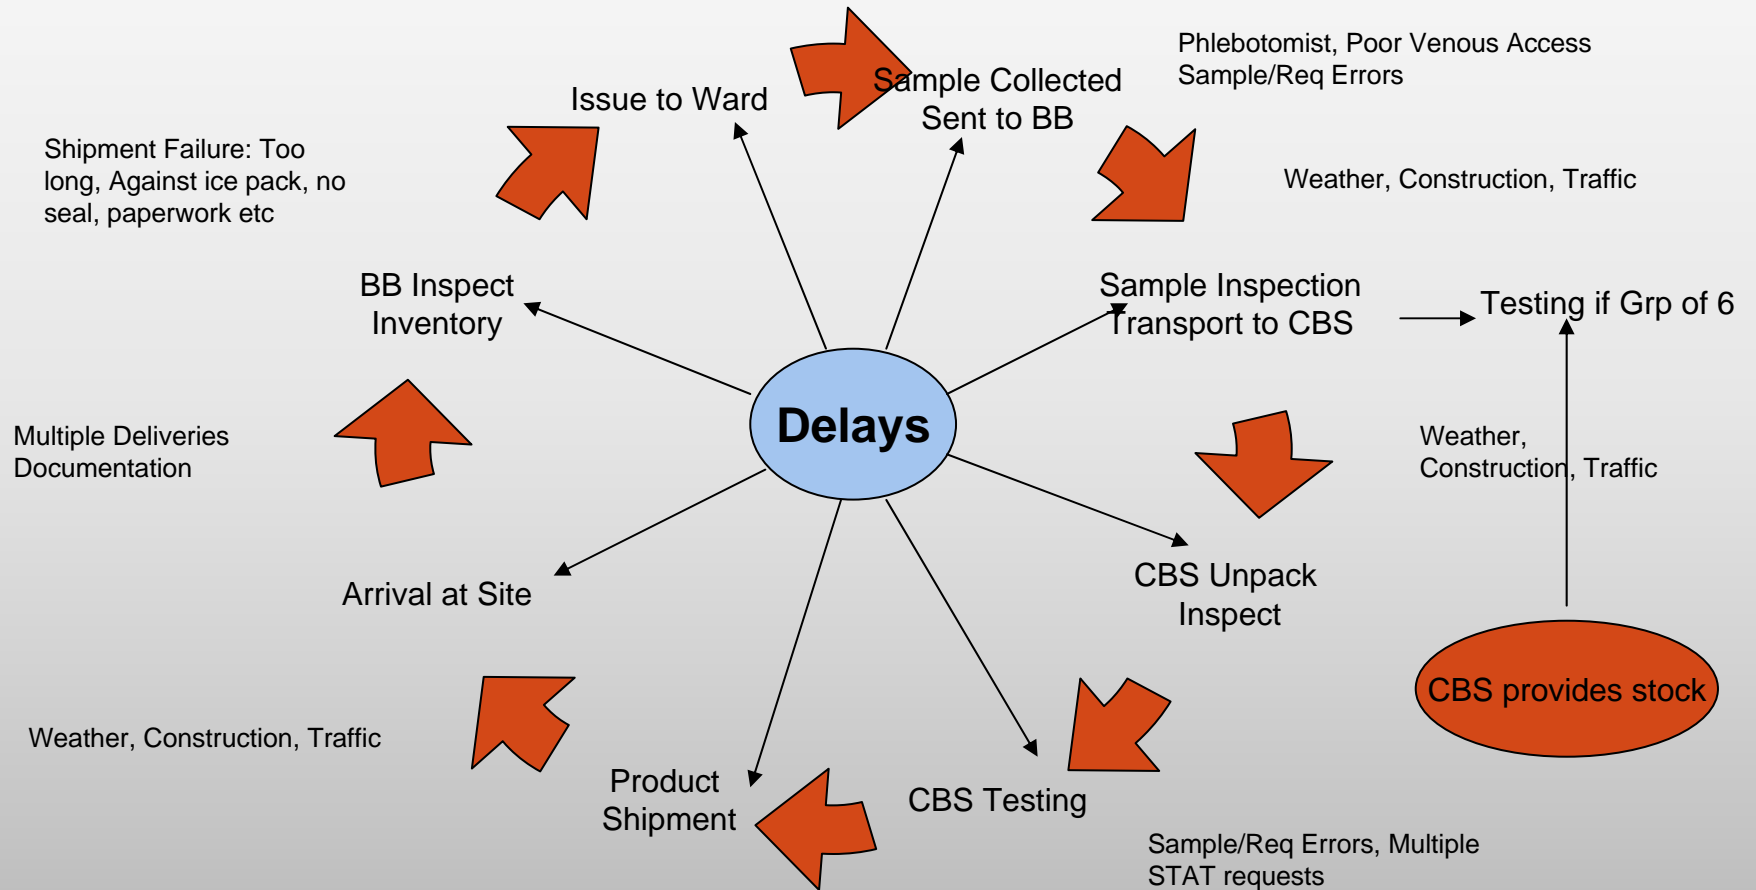 Issue to Ward
Sample Collected
Sent to BB
Phlebotomist, Poor Venous Access
Sample/Req Errors
Weather, Construction, Traffic
Shipment Failure: Too
long, Against ice pack, no
seal, paperwork etc
BB Inspect
Inventory
Sample Inspection
Transport to CBS
Testing if Grp of 6
Delays
Multiple Deliveries
Documentation
Weather,
Construction, Traffic
Arrival at Site
CBS Unpack
Inspect
CBS provides stock
Weather, Construction, Traffic
Product
Shipment
CBS Testing
Sample/Req Errors, Multiple
STAT requests